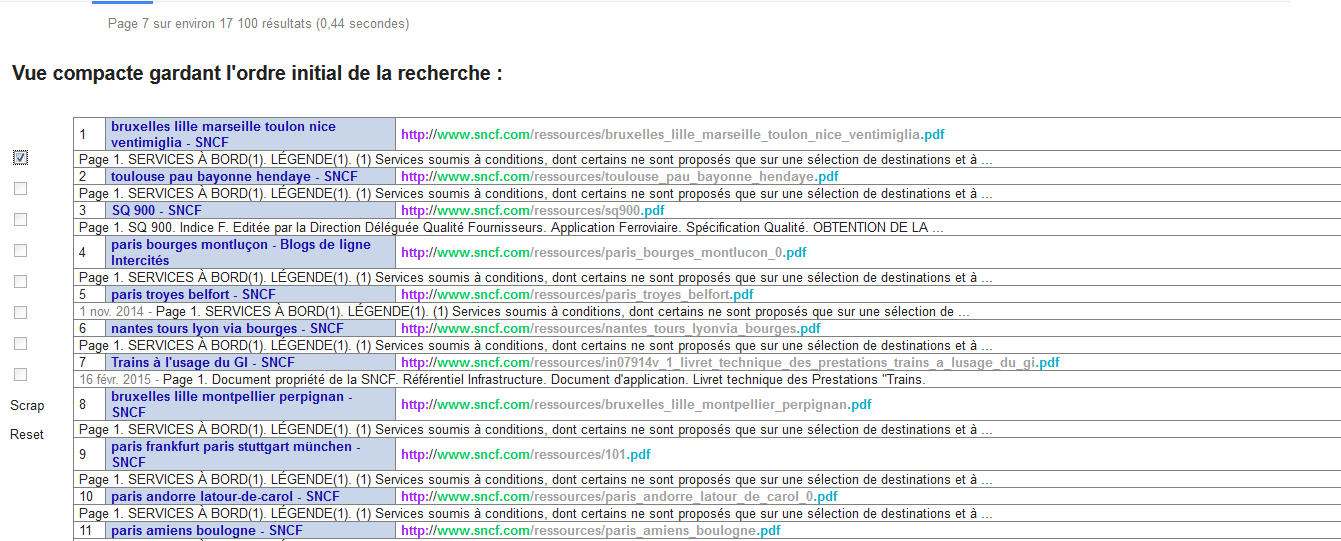 Page 7 sur environ 17 100 résultats (0,44 secondes)
Vue compacte gardant l'ordre initial de la recherche :
1 bruxelles lille marseille toulon nice ventimiglia - SNCF http://www.sncf.com/ressources/bruxelles_lille_marseille_toulon_nice_ventimiglia.pdf
Page 1. SERVICES À BORD(1). LÉGENDE(1). (1) Services soumis à conditions, dont certains ne sont proposés que sur une sélection de destinations et à ...
2 toulouse pau bayonne hendaye - SNCF http://www.sncf.com/ressources/toulouse_pau_bayonne_hendaye.pdf
Page 1. SERVICES À BORD(1). LÉGENDE(1). (1) Services soumis à conditions, dont certains ne sont proposés que sur une sélection de destinations et à ...
3 SQ 900 - SNCF http://www.sncf.com/ressources/sq900.pdf
Page 1. SQ 900. Indice F. Editée par la Direction Déléguée Qualité Fournisseurs. Application Ferroviaire. Spécification Qualité. OBTENTION DE LA ...
4 paris bourges montluçon - Blogs de ligne Intercités http://www.sncf.com/ressources/paris_bourges_montlucon_0.pdf
Page 1. SERVICES À BORD(1). LÉGENDE(1). (1) Services soumis à conditions, dont certains ne sont proposés que sur une sélection de destinations et à ...
5 paris troyes belfort - SNCF http://www.sncf.com/ressources/paris_troyes_belfort.pdf
1 nov. 2014 - Page 1. SERVICES À BORD(1). LÉGENDE(1). (1) Services soumis à conditions, dont certains ne sont proposés que sur une sélection de ...
6 nantes tours lyon via bourges - SNCF http://www.sncf.com/ressources/nantes_tours_lyonvia_bourges.pdf
Page 1. SERVICES À BORD(1). LÉGENDE(1). (1) Services soumis à conditions, dont certains ne sont proposés que sur une sélection de destinations et à ...
7 Trains à l'usage du GI - SNCF http://www.sncf.com/ressources/in07914v_1_livret_technique_des_prestations_trains_a_lusage_du_gi.pdf
16 févr. 2015 - Page 1. Document propriété de la SNCF. Référentiel Infrastructure. Document d'application. Livret technique des Prestations "Trains.
8 bruxelles lille montpellier perpignan - SNCF http://www.sncf.com/ressources/bruxelles_lille_montpellier_perpignan.pdf
Page 1. SERVICES À BORD(1). LÉGENDE(1). (1) Services soumis à conditions, dont certains ne sont proposés que sur une sélection de destinations et à ...
9 paris frankfurt paris stuttgart münchen - SNCF http://www.sncf.com/ressources/101.pdf
Page 1. SERVICES À BORD(1). LÉGENDE(1). (1) Services soumis à conditions, dont certains ne sont proposés que sur une sélection de destinations et à ...
10 paris andorre latour-de-carol - SNCF http://www.sncf.com/ressources/paris_andorre_latour_de_carol_0.pdf
Page 1. SERVICES À BORD(1). LÉGENDE(1). (1) Services soumis à conditions, dont certains ne sont proposés que sur une sélection de destinations et à ...
11 paris amiens boulogne - SNCF http://www.sncf.com/ressources/paris_amiens_boulogne.pdf
Scrap
Reset